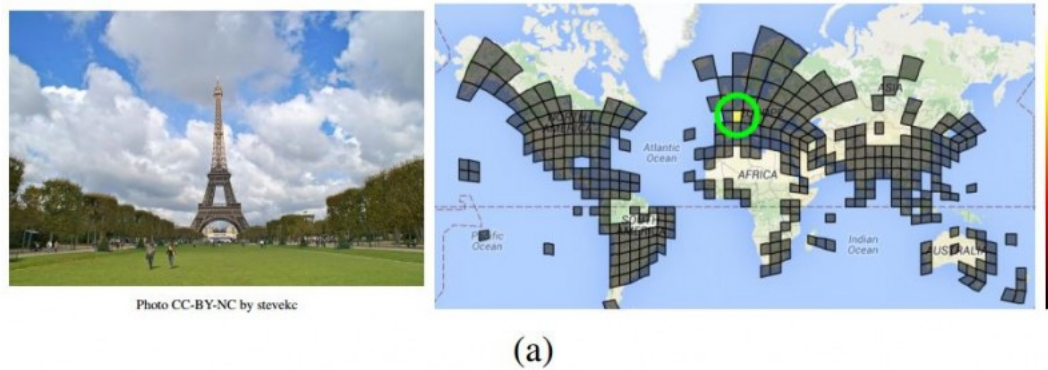 Photo CC-BY-NC by stevekc
Atlantic
Ocean
AFRICA
ASIA
Pacific
Ocean
Indian
Ocean
AUSTRALIA
(a)